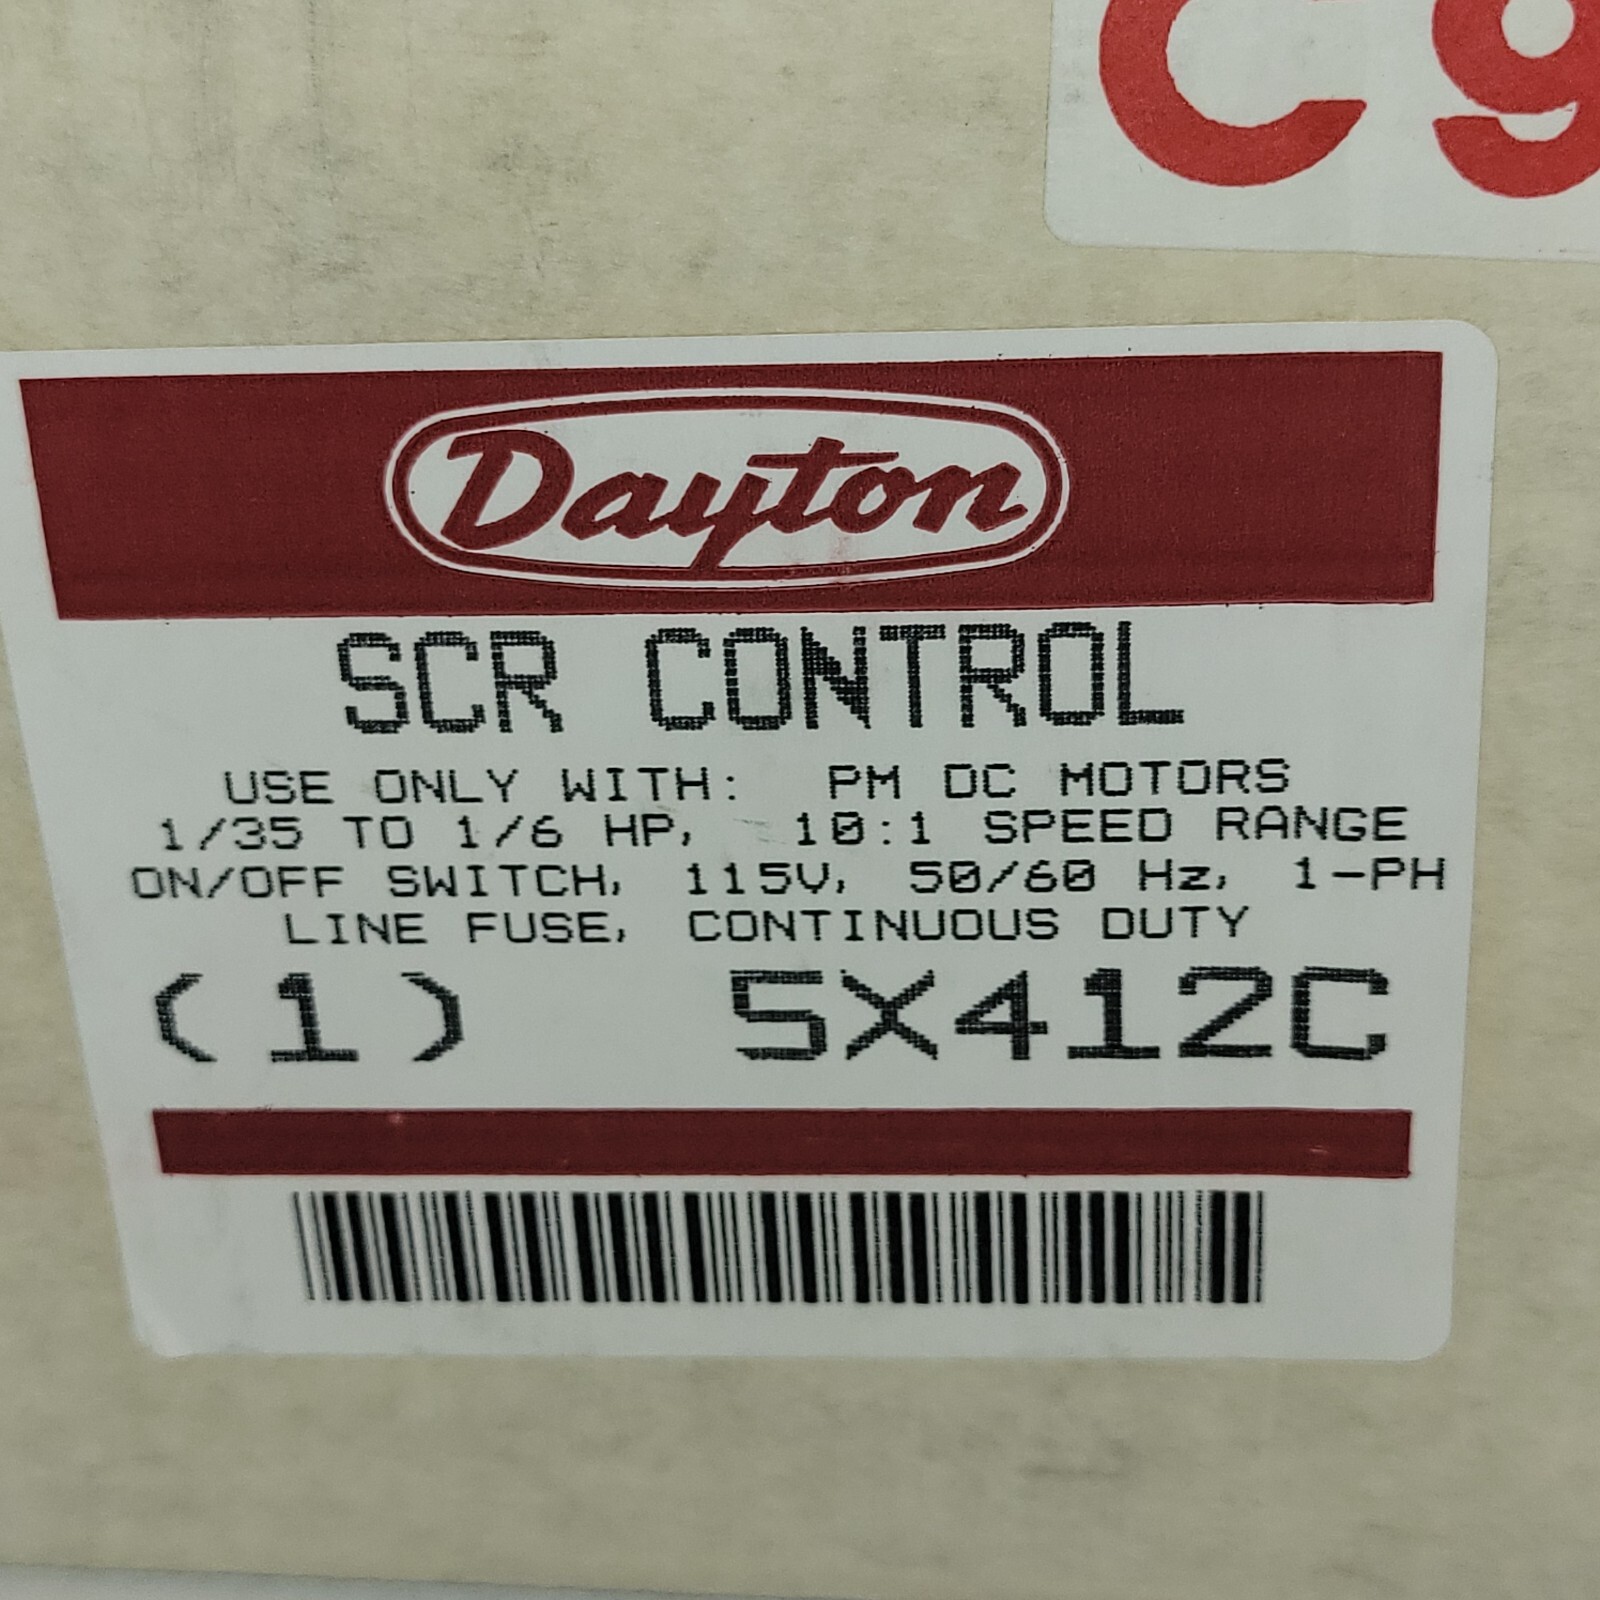 C9
Dayton
SCR CONTROL
USE ONLY WITH: PM DC MOTORS
1/35 TO 1/6 HP, 10:1 SPEED RANGE
ON/OFF SWITCH, 115V, 50/60 Hz, 1-PH
LINE FUSE, CONTINUOUS DUTY
(1) 5X412C